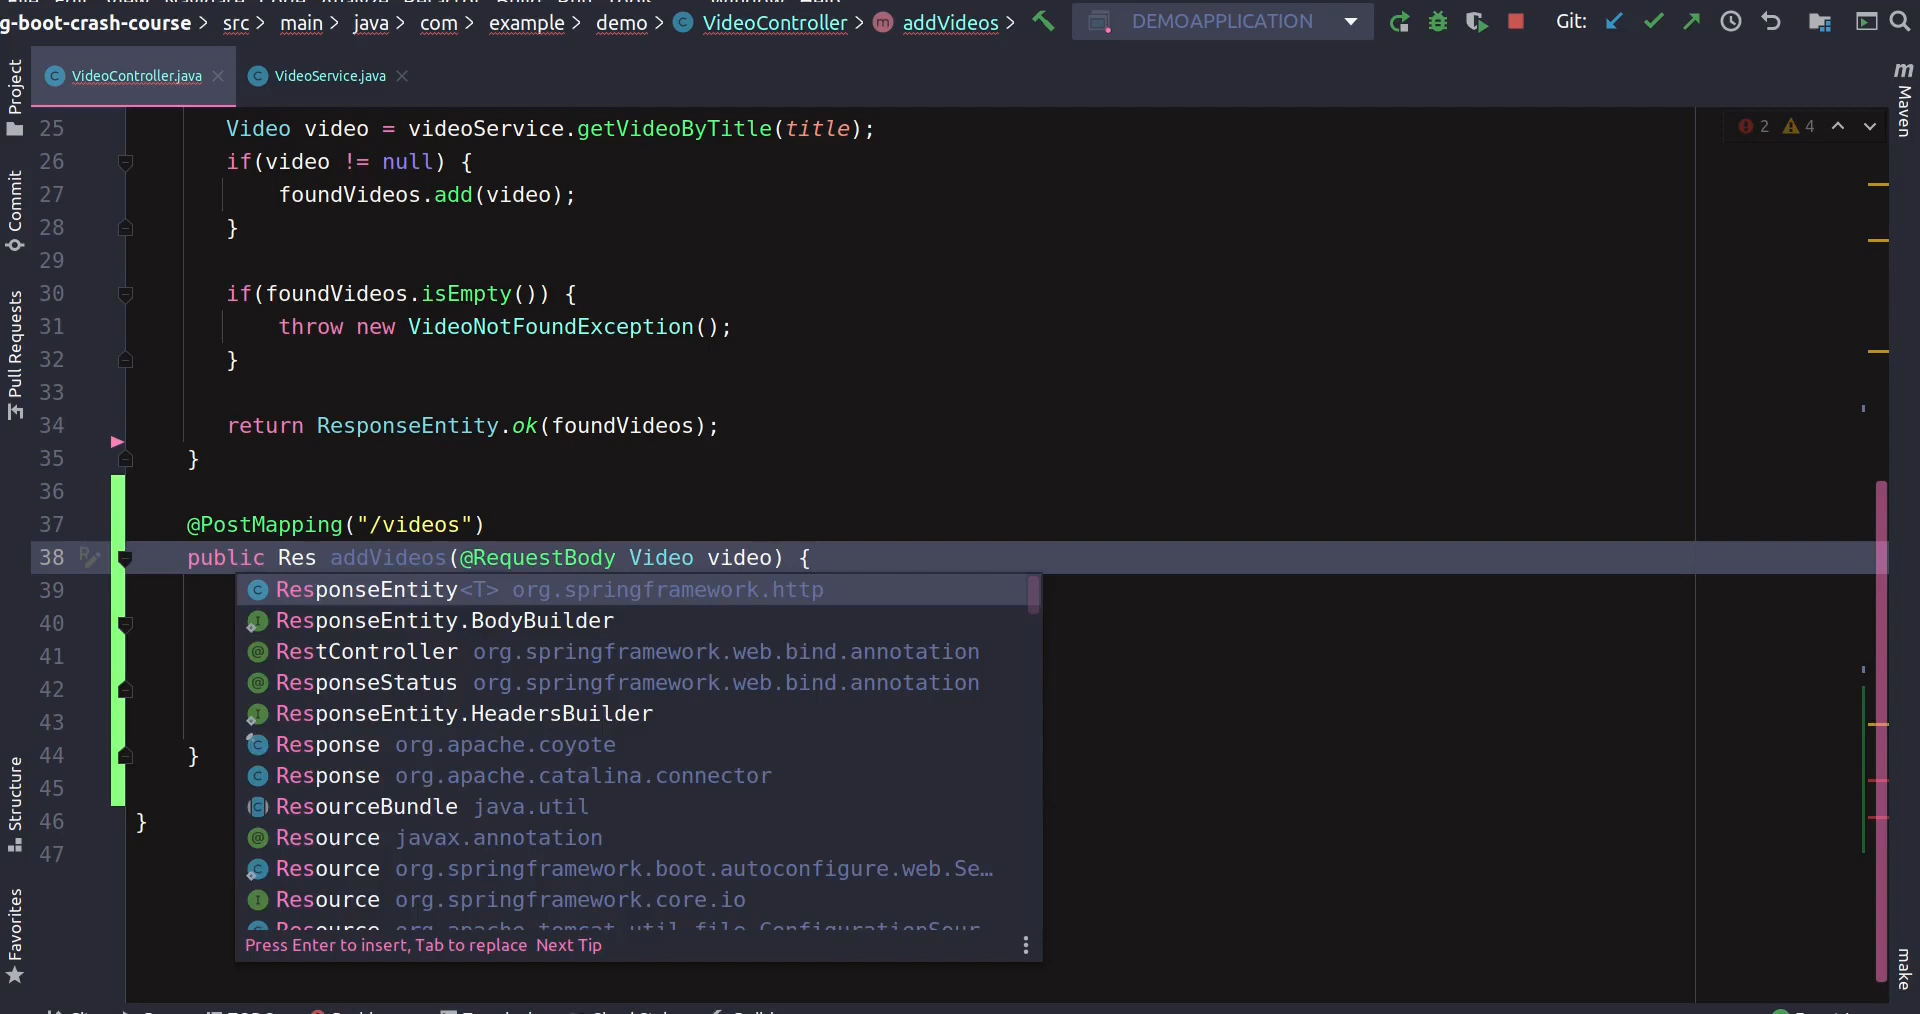 g-boot-crash-course > src > main > java > com > example > demo > VideoController > addVideos > DEMOAPPLICATION Git:
VideoController.java VideoService.java
Project
Commit
Pull Requests
Structure
Favorites
Maven
make
2 4
25 Video video = videoService.getVideoByTitle(title);
26 if(video != null) {
27 foundVideos.add(video);
28 }
29
30 if(foundVideos.isEmpty()) {
31 throw new VideoNotFoundException();
32 }
33
34 return ResponseEntity.ok(foundVideos);
35 }
36
37 @PostMapping("/videos")
38 public Res addVideos(@RequestBody Video video) {
39 ResponseEntity<T> org.springframework.http
ResponseEntity.BodyBuilder
40
RestController org.springframework.web.bind.annotation
41
ResponseStatus org.springframework.web.bind.annotation
42
ResponseEntity.HeadersBuilder
43
Response org.apache.coyote
44 }
Response org.apache.catalina.connector
45
ResourceBundle java.util
46 }
Resource javax.annotation
47
Resource org.springframework.boot.autoconfigure.web.Se…
Resource org.springframework.core.io
Resource org.apache.tomcat.util.file.ConfigurationSour
Press Enter to insert, Tab to replace Next Tip